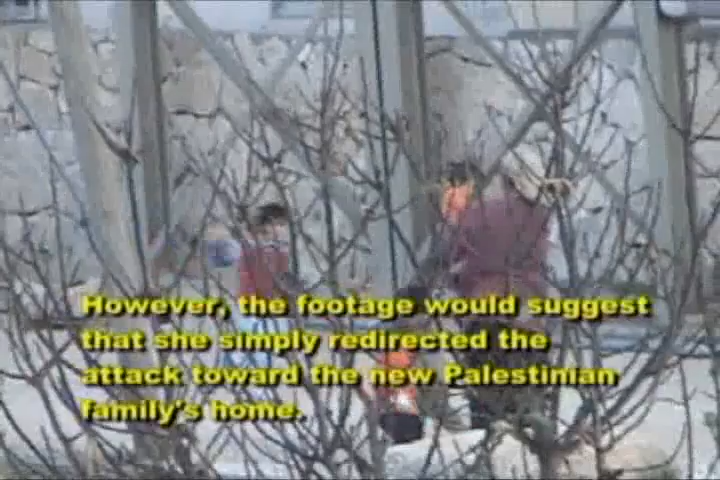 However, the footage would suggest
that she simply redirected the
attack toward the new Palestinian
family's home.